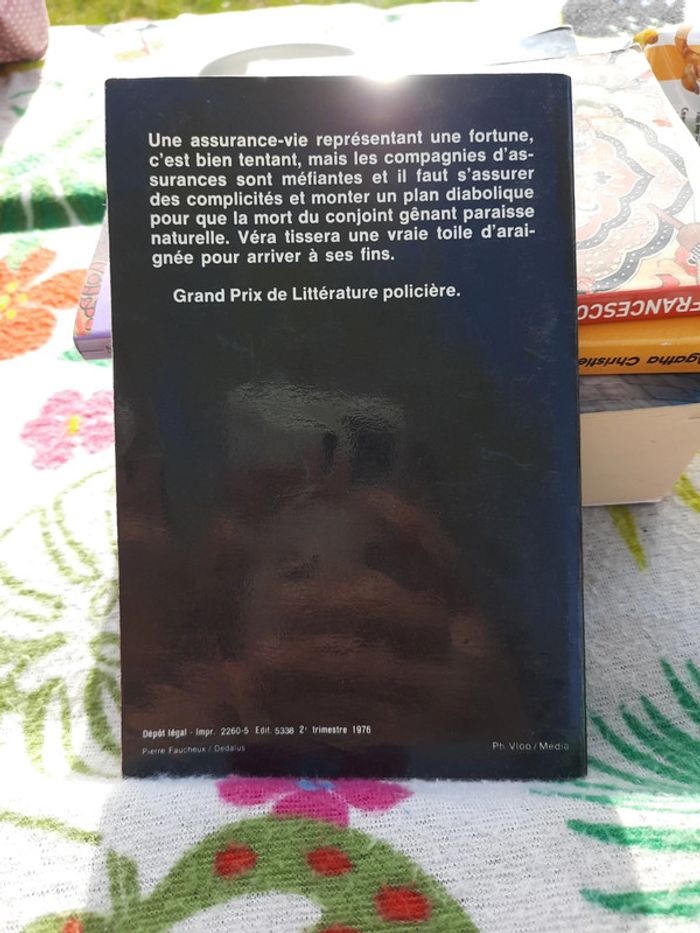 Une assurance-vie représentant une fortune,
c'est bien tentant, mais les compagnies d'as-
surances sont méfiantes et il faut s'assurer
des complicités et monter un plan diabolique
pour que la mort du conjoint gênant paraisse
naturelle. Véra tissera une vraie toile d'arai-
gnée pour arriver à ses fins.
Grand Prix de Littérature policière.
Dépôt légal - Impr. 2260-5 Edit. 5338 2e trimestre 1976
Pierre Faucheux / Dedalus
Ph. Vloo / Media
FRANCESCO
Agatha Christie